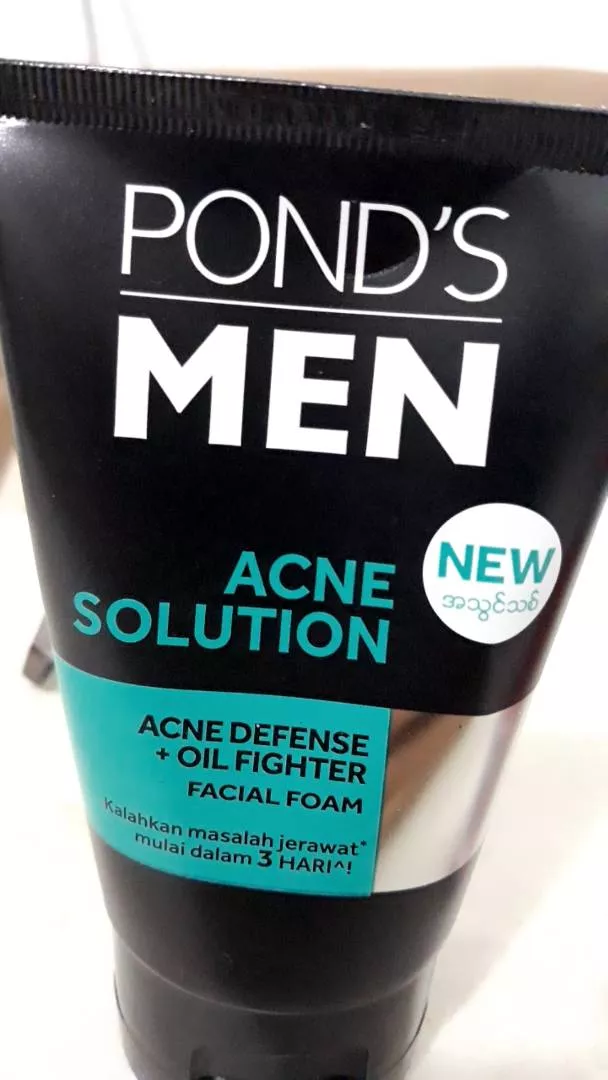 POND'S
MEN
ACNE
SOLUTION
NEW
အသွင်သစ်
ACNE DEFENSE
+ OIL FIGHTER
FACIAL FOAM
Kalahkan masalah jerawat*
mulai dalam 3 HARI^!